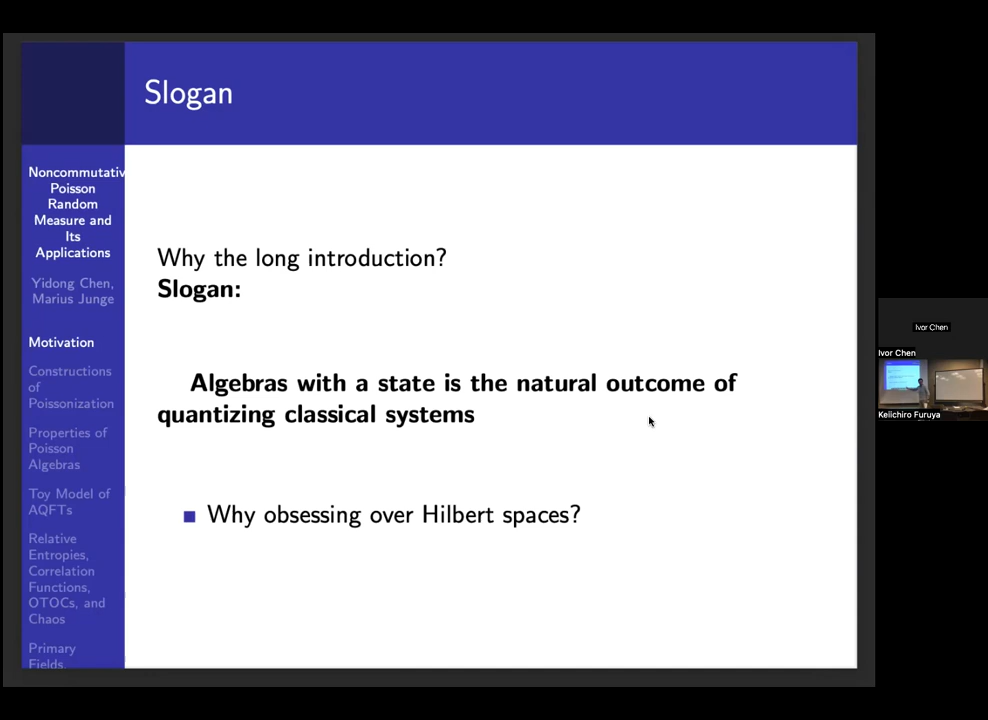 Slogan
Noncommutativ
Poisson
Random
Measure and
Its
Applications
Yidong Chen,
Marius Junge
Motivation
Constructions
of
Poissonization
Properties of
Poisson
Algebras
Toy Model of
AQFTs
Relative
Entropies,
Correlation
Functions,
OTOCs, and
Chaos
Primary
Fields,
Why the long introduction?
Slogan:
Algebras with a state is the natural outcome of
quantizing classical systems
Why obsessing over Hilbert spaces?
Ivor Chen
Ivor Chen
Keiichiro Furuya